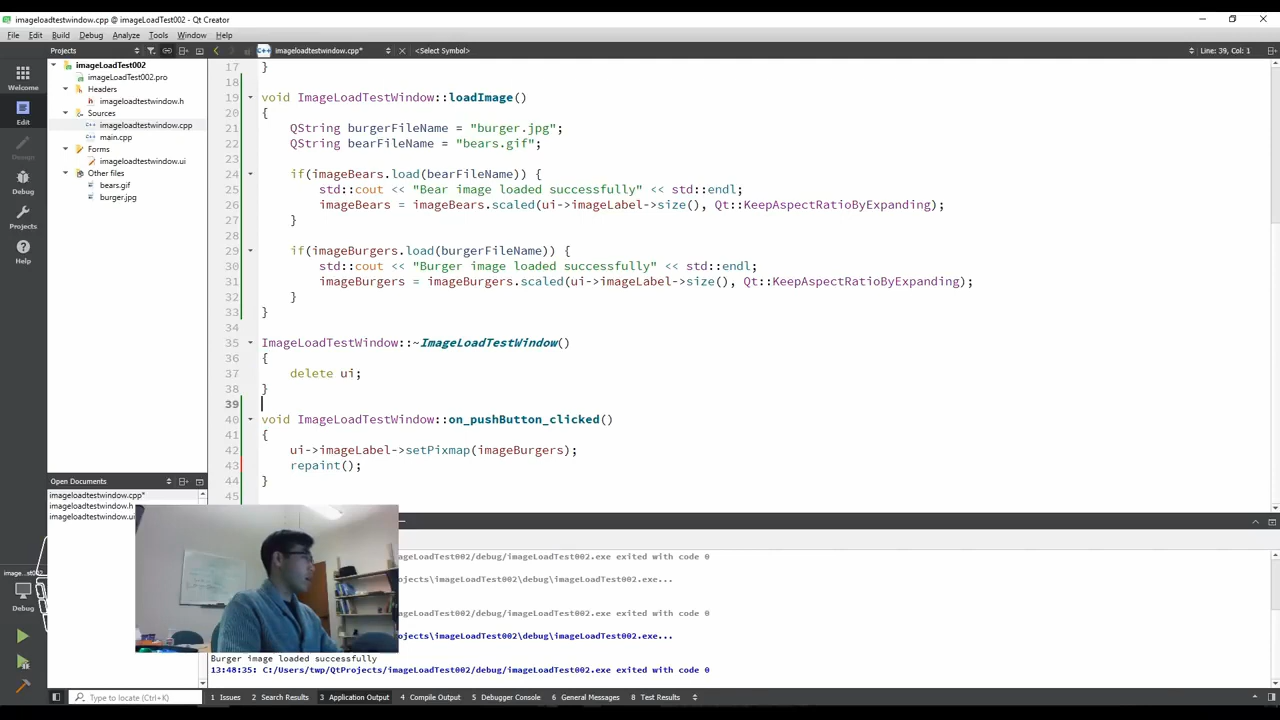 imageloadtestwindow.cpp @ imageLoadTest002 - Qt Creator
File Edit Build Debug Analyze Tools Window Help
Projects
imageloadtestwindow.cpp* <Select Symbol> Line: 39, Col: 1
imageLoadTest002
imageLoadTest002.pro
Headers
imageloadtestwindow.h
Sources
imageloadtestwindow.cpp
main.cpp
Forms
imageloadtestwindow.ui
Other files
bears.gif
burger.jpg
Welcome
Edit
Design
Debug
Projects
Help
17 }
18
19 void ImageLoadTestWindow::loadImage()
20 {
21 QString burgerFileName = "burger.jpg";
22 QString bearFileName = "bears.gif";
23
24 if(imageBears.load(bearFileName)) {
25 std::cout << "Bear image loaded successfully" << std::endl;
26 imageBears = imageBears.scaled(ui->imageLabel->size(), Qt::KeepAspectRatioByExpanding);
27 }
28
29 if(imageBurgers.load(burgerFileName)) {
30 std::cout << "Burger image loaded successfully" << std::endl;
31 imageBurgers = imageBurgers.scaled(ui->imageLabel->size(), Qt::KeepAspectRatioByExpanding);
32 }
33 }
34
35 ImageLoadTestWindow::~ImageLoadTestWindow()
36 {
37 delete ui;
38 }
39
40 void ImageLoadTestWindow::on_pushButton_clicked()
41 {
42 ui->imageLabel->setPixmap(imageBurgers);
43 repaint();
44 }
45
Open Documents
imageloadtestwindow.cpp*
imageloadtestwindow.h
imageloadtestwindow.u
ageLoadTest002/debug/imageLoadTest002.exe exited with code 0
ojects\imageLoadTest002\debug\imageLoadTest002.exe...
ageLoadTest002/debug/imageLoadTest002.exe exited with code 0
ojects\imageLoadTest002\debug\imageLoadTest002.exe...
Burger image loaded successfully
13:48:35: C:/Users/twp/QtProjects/imageLoadTest002/debug/imageLoadTest002.exe exited with code 0
Debug
Type to locate (Ctrl+K) 1 Issues 2 Search Results 3 Application Output 4 Compile Output 5 Debugger Console 6 General Messages 8 Test Results